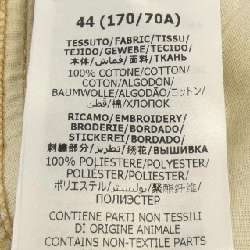 44 (170/70A)
TESSUTO/FABRIC/TISSU/
TEJIDO/GEWEBE/TECIDO/
本体/قماش/面料/ТКАНЬ
100% COTONE/COTTON/
COTON/ALGODÓN/
BAUMWOLLE/ALGODÃO/コットン/
قطن/棉/ХЛОПОК
RICAMO/EMBROIDERY/
BRODERIE/BORDADO/
STICKEREI/BORDADO/
刺繍部分/تطريز/绣花/ВЫШИВКА
100% POLIESTERE/POLYESTER/
POLIÉSTER/POLIÉSTER
/ポリエステル/بوليستر/聚酯纤维/
ПОЛИЭСТЕР
CONTIENE PARTI NON TESSILI
DI ORIGINE ANIMALE
CONTAINS NON-TEXTILE PARTS